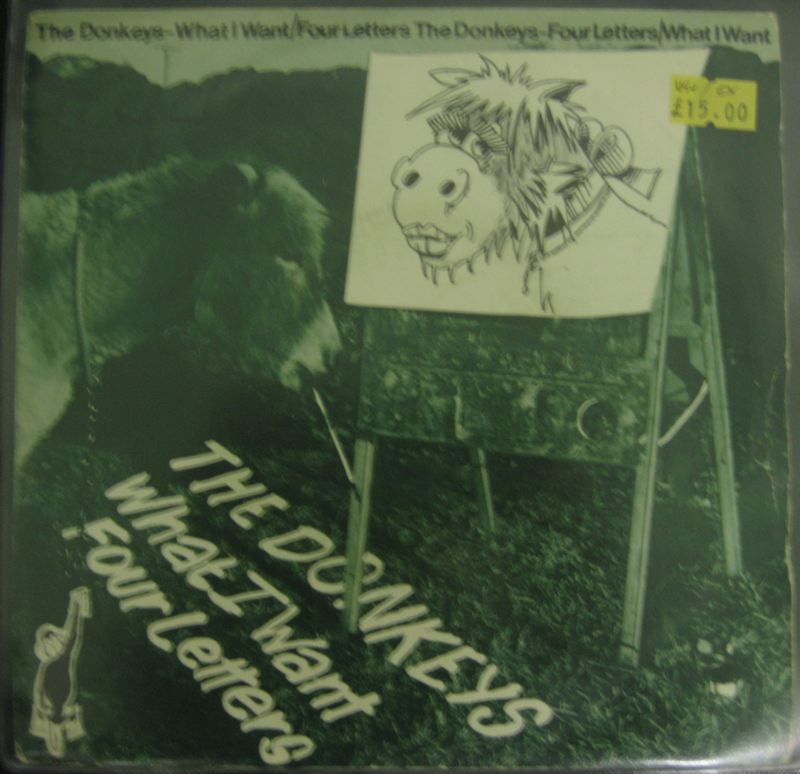 The Donkeys-What I Want/Four Letters The Donkeys-Four Letters/What I Want
£15.00
THE DONKEYS
What I Want
Four Letters